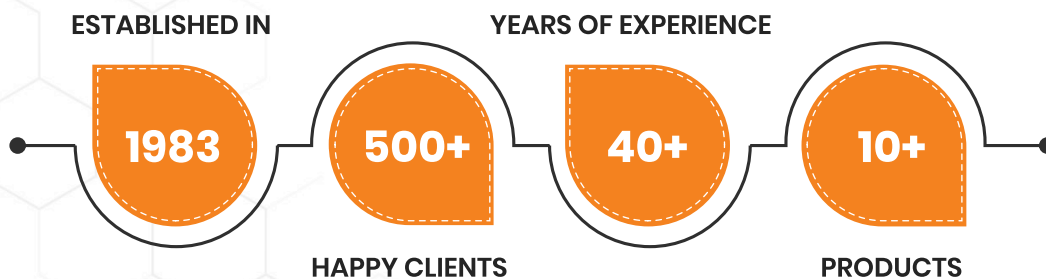 ESTABLISHED IN
1983
500+
HAPPY CLIENTS
YEARS OF EXPERIENCE
40+
10+
PRODUCTS